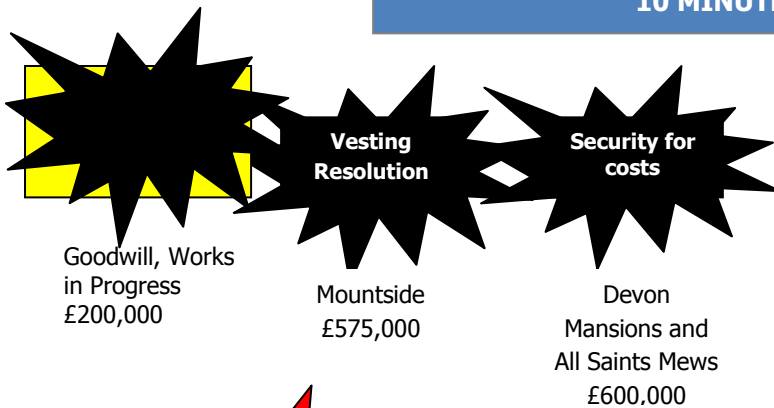 10 MINUT
Vesting
Resolution
Security for
costs
Goodwill, Works
in Progress
£200,000
Mountside
£575,000
Devon
Mansions and
All Saints Mews
£600,000